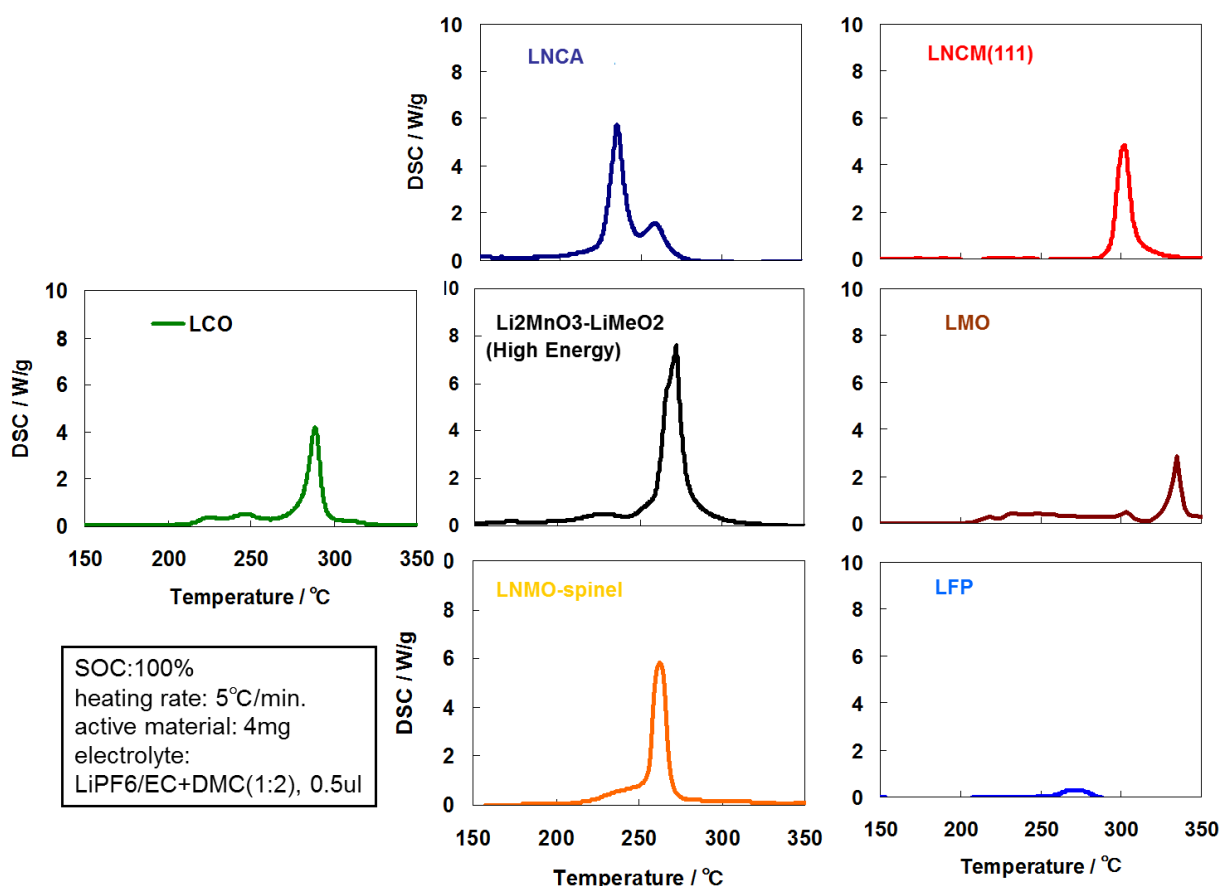 10
8
6
4
2
0
DSC / W/g
LNCA
10
8
6
4
2
0
LNCM(111)
10
8
6
4
2
0
150 200 250 300 350
DSC / W/g
Temperature / °C
LCO
10
8
6
4
2
0
Li2MnO3-LiMeO2
(High Energy)
10
8
6
4
2
0
LMO
0
8
6
4
2
0
150 200 250 300 350
DSC / W/g
Temperature / °C
LNMO-spinel
10
8
6
4
2
0
150 200 250 300 350
Temperature / °C
LFP
SOC:100%
heating rate: 5°C/min.
active material: 4mg
electrolyte:
LiPF6/EC+DMC(1:2), 0.5ul